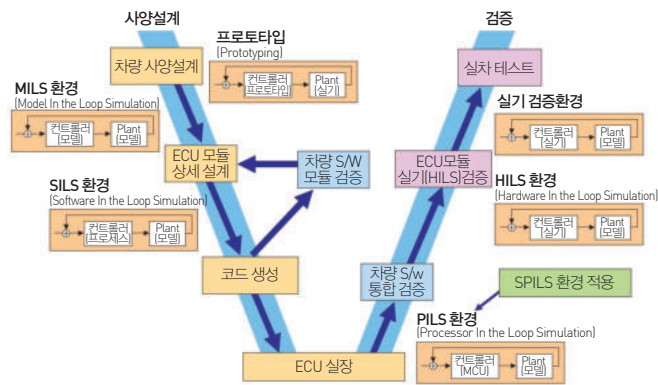 사양설계
검증
차량 사양설계
프로토타입
(Prototyping)
컨트롤러
(프로토타입)
Plant
(실기)
실차 테스트
MILS 환경
(Model In the Loop Simulation)
컨트롤러
(모델)
Plant
(모델)
실기 검증환경
컨트롤러
(실기)
Plant
(모델)
ECU 모듈
상세 설계
차량 S/W
모듈 검증
ECU모듈
실기(HILS)검증
SILS 환경
(Software In the Loop Simulation)
컨트롤러
(프로세스)
Plant
(모델)
HILS 환경
(Hardware In the Loop Simulation)
컨트롤러
(실기)
Plant
(모델)
코드 생성
차량 S/w
통합 검증
SPILS 환경 적용
PILS 환경
(Processor In the Loop Simulation)
컨트롤러
(MCU)
Plant
(모델)
ECU 실장